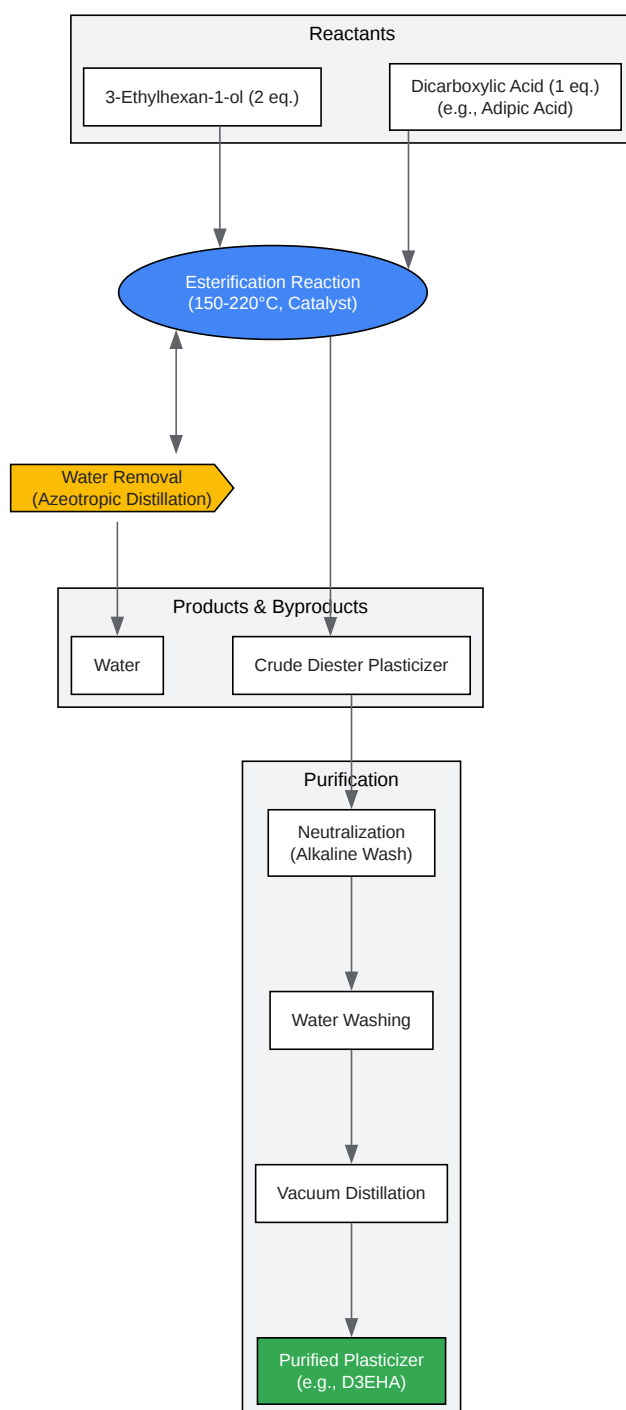 Reactants
3-Ethylhexan-1-ol (2 eq.)
Dicarboxylic Acid (1 eq.)
(e.g., Adipic Acid)
Esterification Reaction
(150-220°C, Catalyst)
Water Removal
(Azeotropic Distillation)
Products & Byproducts
Water
Crude Diester Plasticizer
Purification
Neutralization
(Alkaline Wash)
Water Washing
Vacuum Distillation
Purified Plasticizer
(e.g., D3EHA)